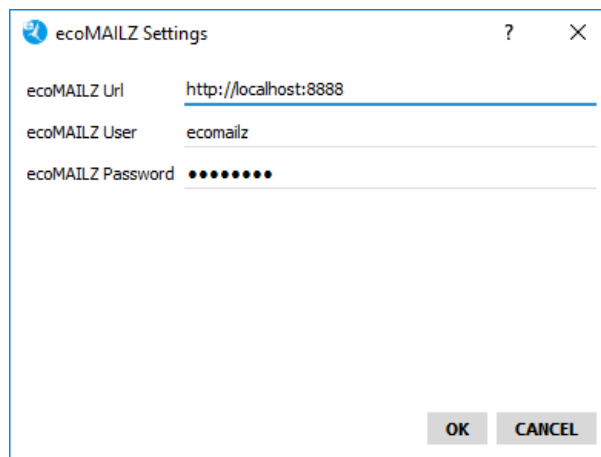 ecoMAILZ Settings ? ✕
ecoMAILZ Url http://localhost:8888
ecoMAILZ User ecomailz
ecoMAILZ Password ●●●●●●●●
OK CANCEL